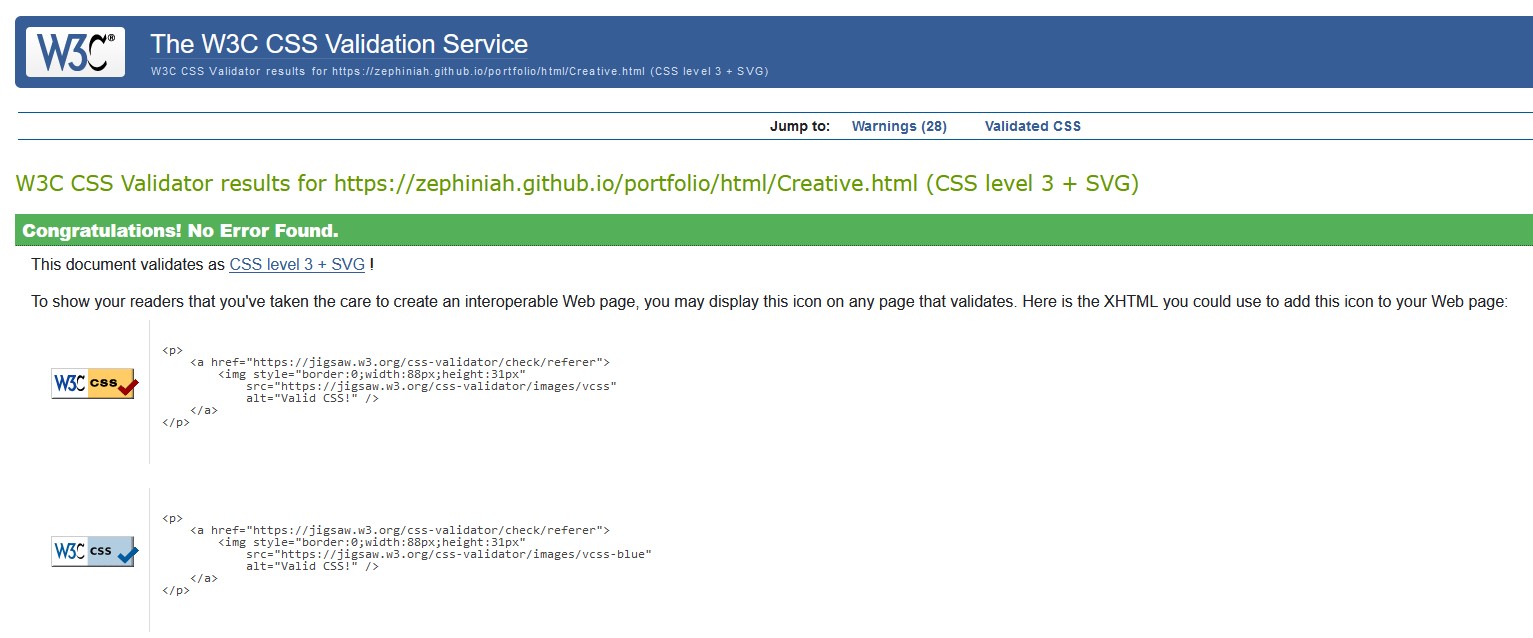 W3C® The W3C CSS Validation Service
W3C CSS Validator results for https://zephiniah.github.io/portfolio/html/Creative.html (CSS level 3 + SVG)
Jump to: Warnings (28) Validated CSS
W3C CSS Validator results for https://zephiniah.github.io/portfolio/html/Creative.html (CSS level 3 + SVG)
Congratulations! No Error Found.
This document validates as CSS level 3 + SVG !
To show your readers that you've taken the care to create an interoperable Web page, you may display this icon on any page that validates. Here is the XHTML you could use to add this icon to your Web page:
W3C css
<p>
<a href="https://jigsaw.w3.org/css-validator/check/referer">
<img style="border:0;width:88px;height:31px"
src="https://jigsaw.w3.org/css-validator/images/vcss"
alt="Valid CSS!" />
</a>
</p>
W3C css
<p>
<a href="https://jigsaw.w3.org/css-validator/check/referer">
<img style="border:0;width:88px;height:31px"
src="https://jigsaw.w3.org/css-validator/images/vcss-blue"
alt="Valid CSS!" />
</a>
</p>